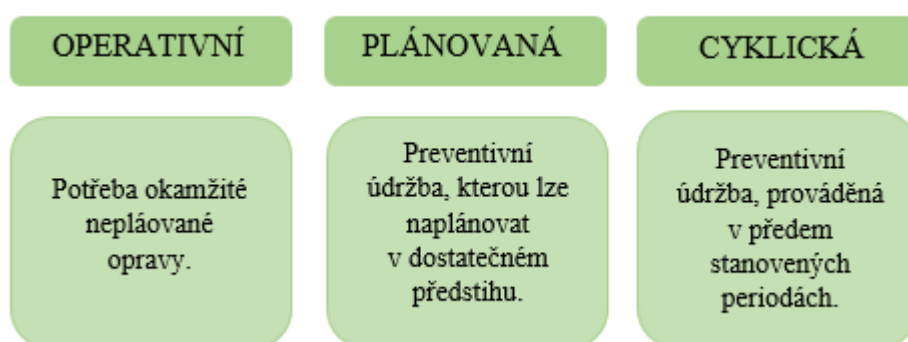 OPERATIVNÍ
PLÁNOVANÁ
CYKLICKÁ
Potřeba okamžité
nepláované
opravy.
Preventivní
údržba, kterou lze
naplánovat
v dostatečném
předstihu.
Preventivní
údržba, prováděná
v předem
stanovených
periodách.